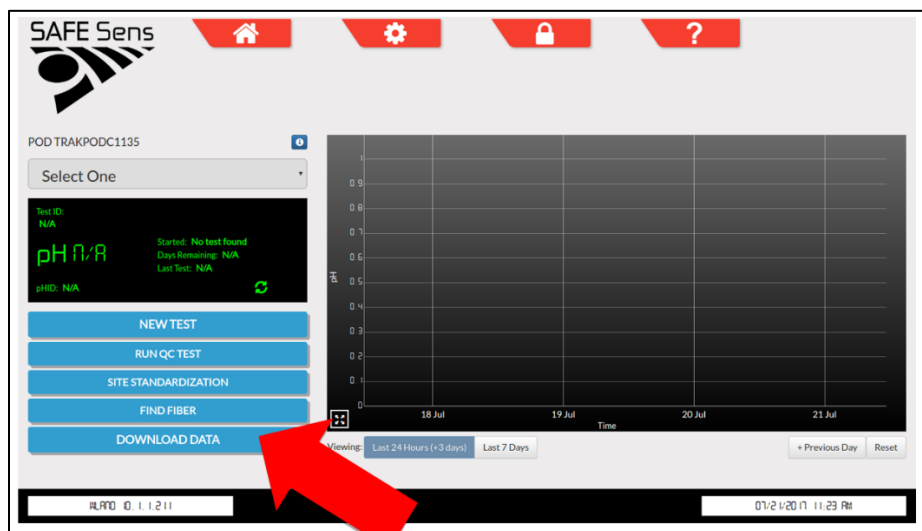 SAFE Sens
?
POD TRAKPODC1135
Select One
Test ID:
N/A
pH N/A
Started: No test found
Days Remaining: N/A
Last Test: N/A
pHID: N/A
NEW TEST
RUN QC TEST
SITE STANDARDIZATION
FIND FIBER
DOWNLOAD DATA
1
0.9
0.8
0.7
0.6
0.5
0.4
0.3
0.2
0.1
0
pH
18 Jul 19 Jul 20 Jul 21 Jul
Time
Viewing: Last 24 Hours (+3 days) Last 7 Days
+ Previous Day Reset
WLAN0 10.1.1.211
07/21/2017 11:23 AM